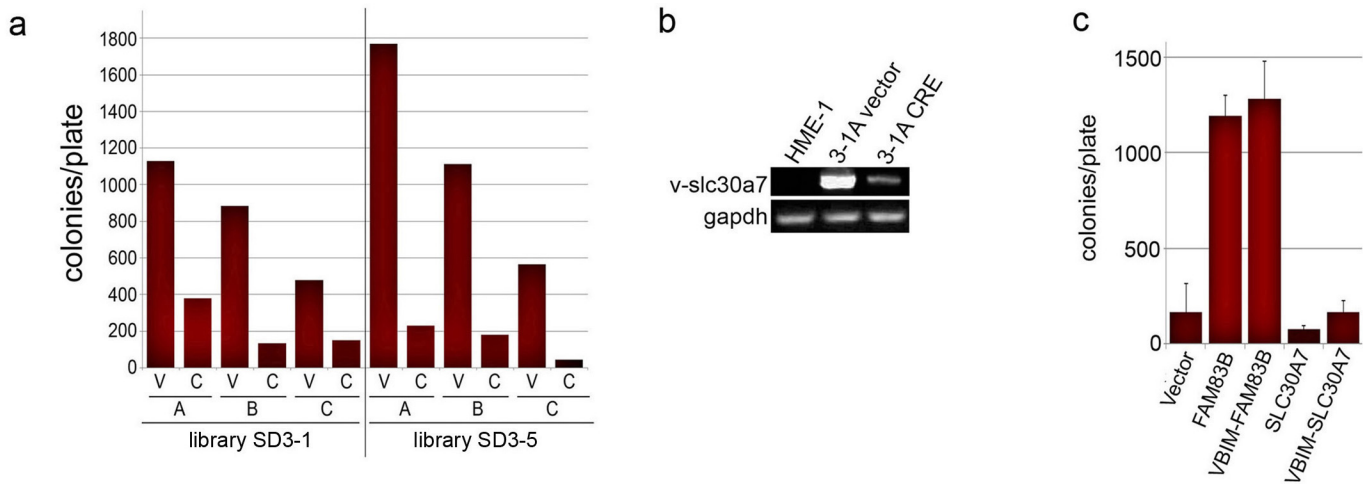 a
colonies/plate
1800
1600
1400
1200
1000
800
600
400
200
0
V C V C V C V C V C V C
A B C A B C
library SD3-1 library SD3-5
b
HME-1 3-1A vector 3-1A CRE
v-slc30a7
gapdh
c
colonies/plate
1500
1000
500
0
Vector FAM83B VBIM-FAM83B SLC30A7 VBIM-SLC30A7